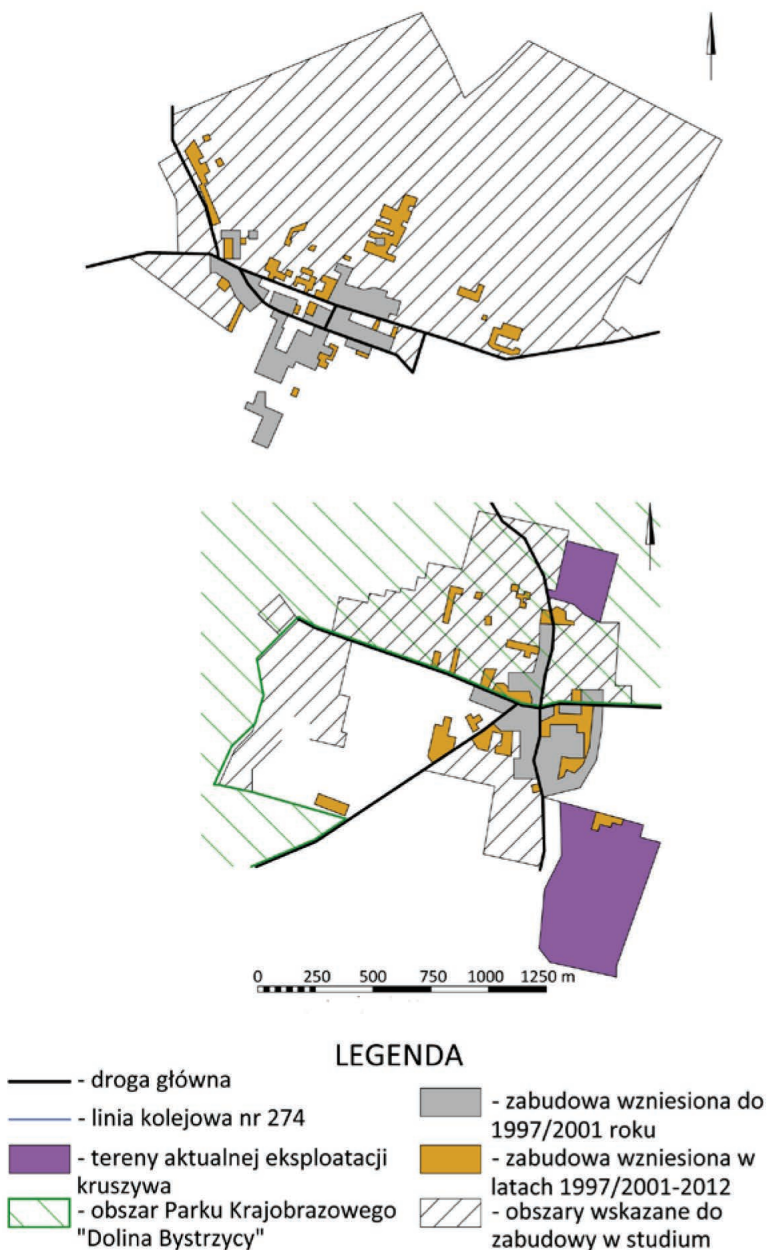 0 250 500 750 1000 1250 m
LEGENDA
- droga główna
- linia kolejowa nr 274
- tereny aktualnej eksploatacji
kruszywa
- obszar Parku Krajobrazowego
"Dolina Bystrzycy"
- zabudowa wzniesiona do
1997/2001 roku
- zabudowa wzniesiona w
latach 1997/2001-2012
- obszary wskazane do
zabudowy w studium